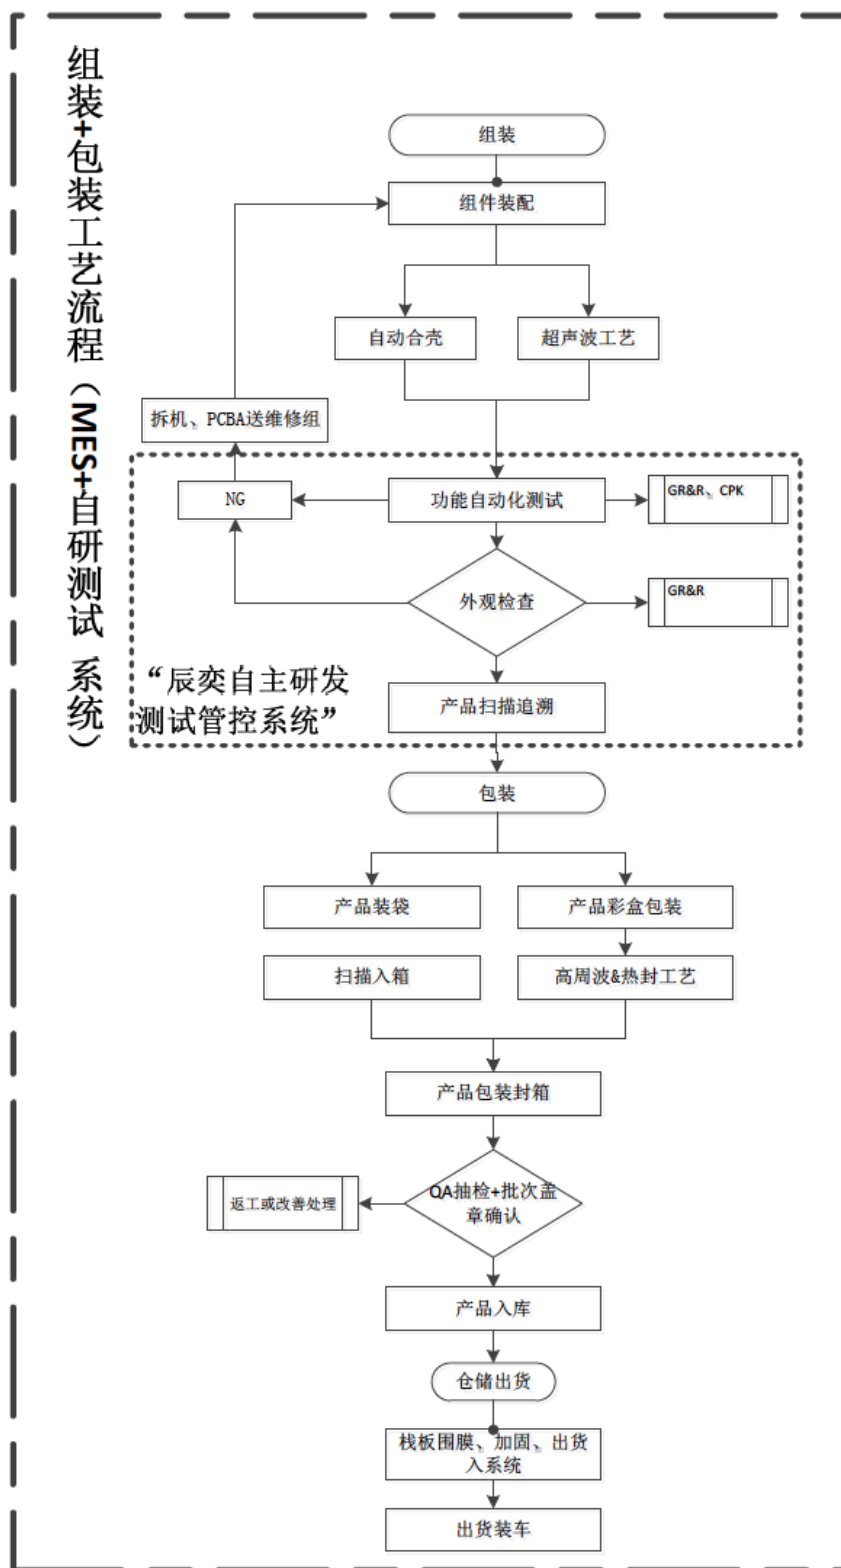 组装+包装工艺流程（MES+自研测试 系统）
组装
组件装配
自动合壳
超声波工艺
拆机、PCBA送维修组
NG
功能自动化测试
GR&R、CPK
外观检查
GR&R
“辰奕自主研发
测试管控系统”
产品扫描追溯
包装
产品装袋
产品彩盒包装
扫描入箱
高周波&热封工艺
产品包装封箱
QA抽检+批次盖
章确认
返工或改善处理
产品入库
仓储出货
栈板围膜、加固、出货
入系统
出货装车